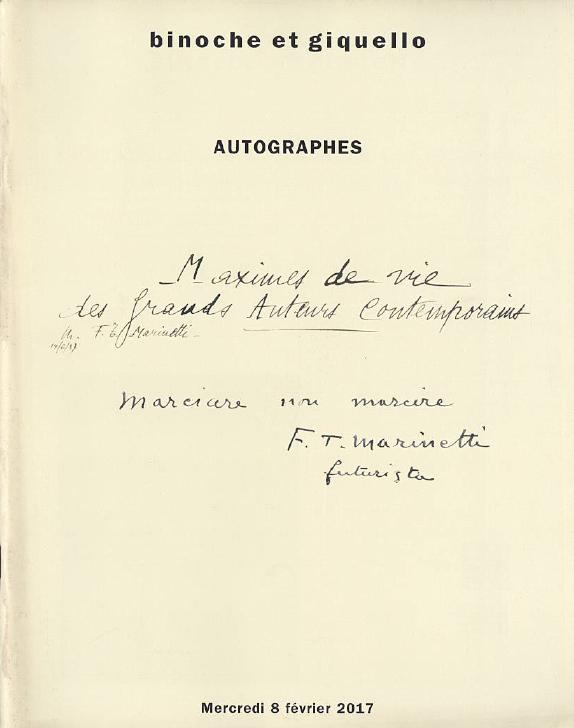 binoche et giquello
AUTOGRAPHES
Maximes de vie
des Grands Auteurs Contemporains
M. F. T. Marinetti
Marciare non marcire
F. T. Marinetti
futurista
Mercredi 8 février 2017